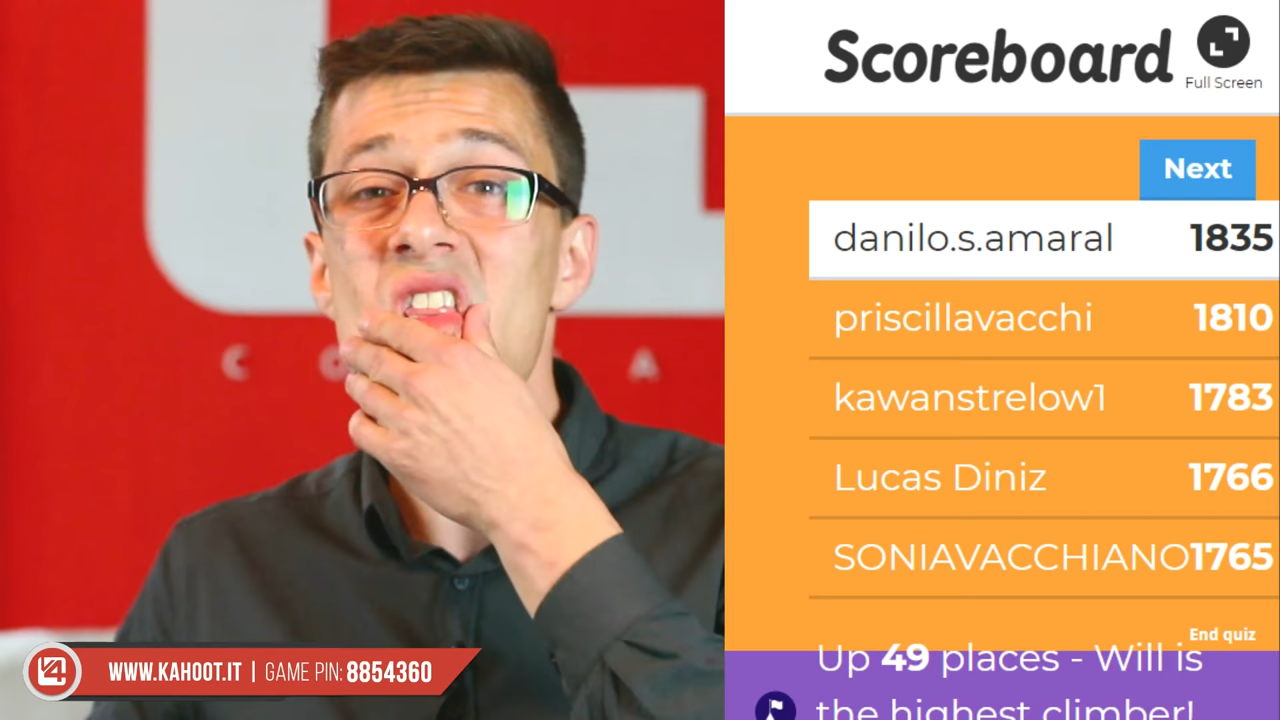 C O A
WWW.KAHOOT.IT | GAME PIN: 8854360
Scoreboard
Full Screen
Next
danilo.s.amaral 1835
priscillavacchi 1810
kawanstrelow1 1783
Lucas Diniz 1766
SONIAVACCHIANO 1765
End quiz
Up 49 places - Will is
the highest climber!